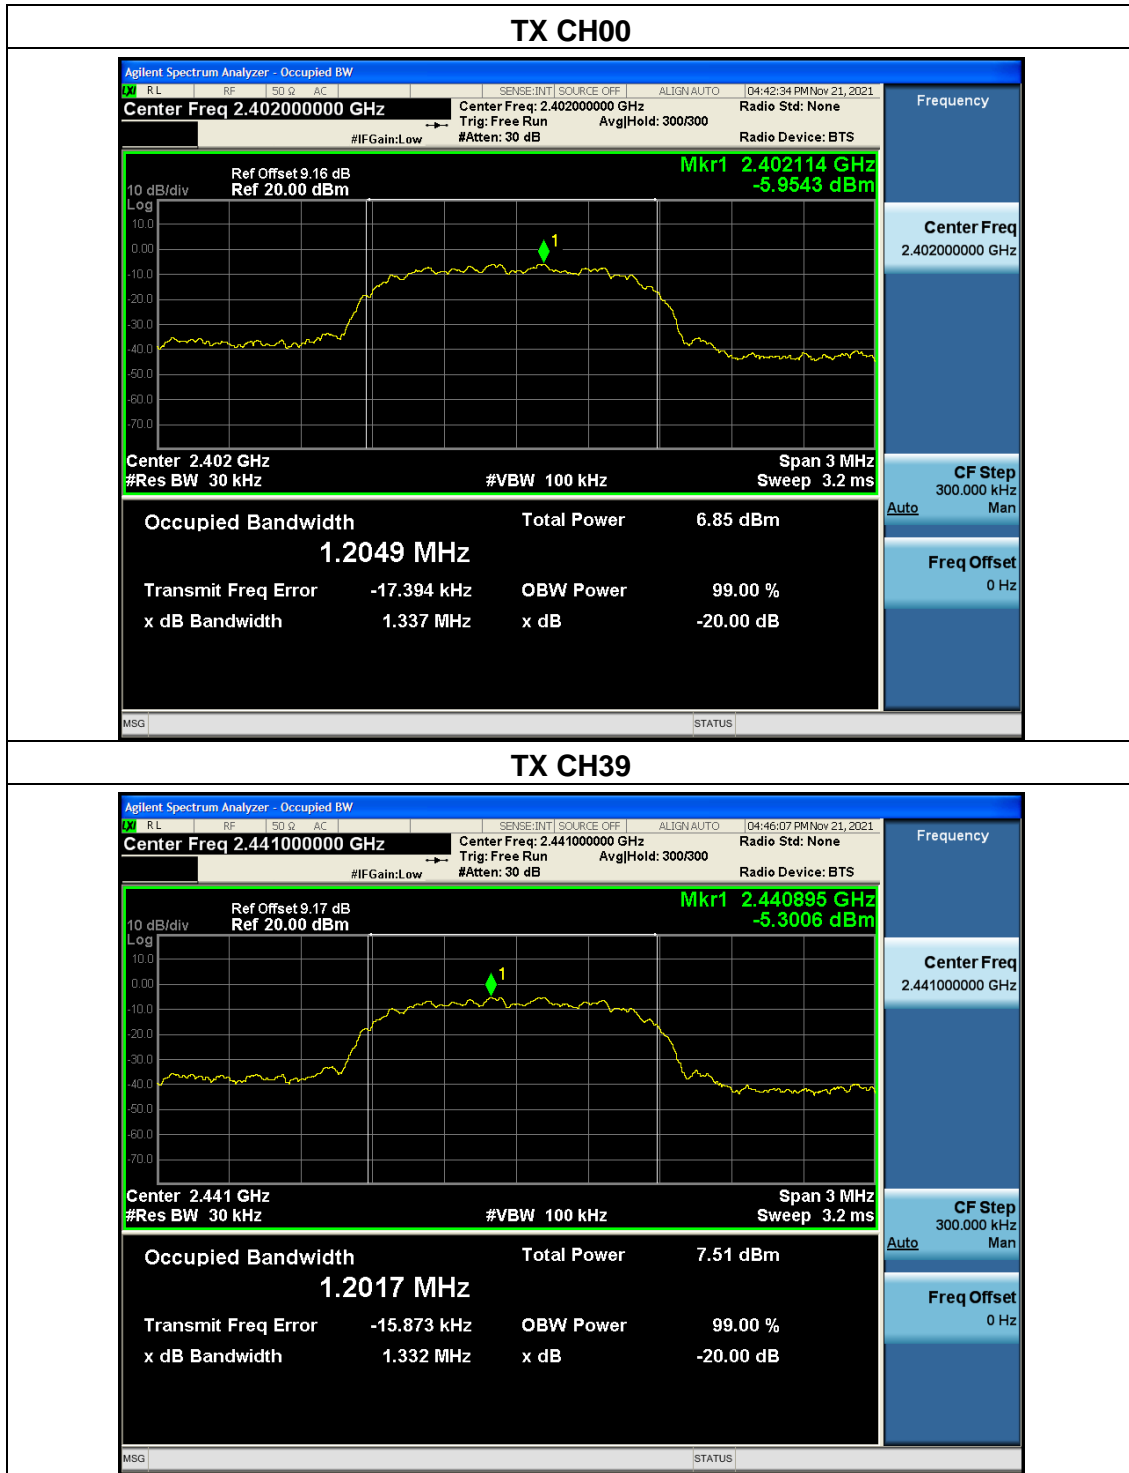 TX CH00
Agilent Spectrum Analyzer - Occupied BW
LXI RL RF 50 Ω AC SENSE:INT SOURCE OFF ALIGN AUTO 04:42:34 PM Nov 21, 2021
Center Freq 2.402000000 GHz
Center Freq: 2.402000000 GHz
Radio Std: None
Trig: Free Run Avg|Hold: 300/300
#IFGain:Low #Atten: 30 dB Radio Device: BTS
Frequency
Mkr1 2.402114 GHz
-5.9543 dBm
Ref Offset 9.16 dB
10 dB/div Ref 20.00 dBm
Log
10.0
0.00
-10.0
-20.0
-30.0
-40.0
-50.0
-60.0
-70.0
1
Center 2.402 GHz Span 3 MHz
#Res BW 30 kHz #VBW 100 kHz Sweep 3.2 ms
Center Freq
2.402000000 GHz
CF Step
300.000 kHz
Auto Man
Freq Offset
0 Hz
Occupied Bandwidth Total Power 6.85 dBm
1.2049 MHz
Transmit Freq Error -17.394 kHz OBW Power 99.00 %
x dB Bandwidth 1.337 MHz x dB -20.00 dB
MSG STATUS
TX CH39
Agilent Spectrum Analyzer - Occupied BW
LXI RL RF 50 Ω AC SENSE:INT SOURCE OFF ALIGN AUTO 04:46:07 PM Nov 21, 2021
Center Freq 2.441000000 GHz
Center Freq: 2.441000000 GHz
Radio Std: None
Trig: Free Run Avg|Hold: 300/300
#IFGain:Low #Atten: 30 dB Radio Device: BTS
Frequency
Mkr1 2.440895 GHz
-5.3006 dBm
Ref Offset 9.17 dB
10 dB/div Ref 20.00 dBm
Log
10.0
0.00
-10.0
-20.0
-30.0
-40.0
-50.0
-60.0
-70.0
1
Center 2.441 GHz Span 3 MHz
#Res BW 30 kHz #VBW 100 kHz Sweep 3.2 ms
Center Freq
2.441000000 GHz
CF Step
300.000 kHz
Auto Man
Freq Offset
0 Hz
Occupied Bandwidth Total Power 7.51 dBm
1.2017 MHz
Transmit Freq Error -15.873 kHz OBW Power 99.00 %
x dB Bandwidth 1.332 MHz x dB -20.00 dB
MSG STATUS